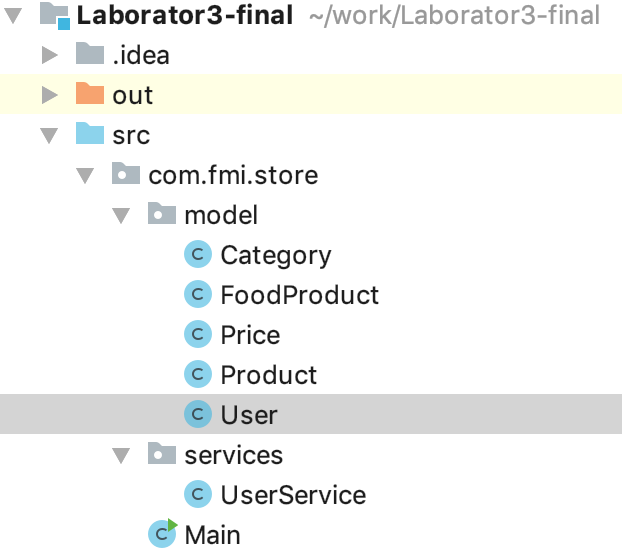 Laborator3-final ~/work/Laborator3-final
.idea
out
src
com.fmi.store
model
C Category
C FoodProduct
C Price
C Product
C User
services
C UserService
C Main